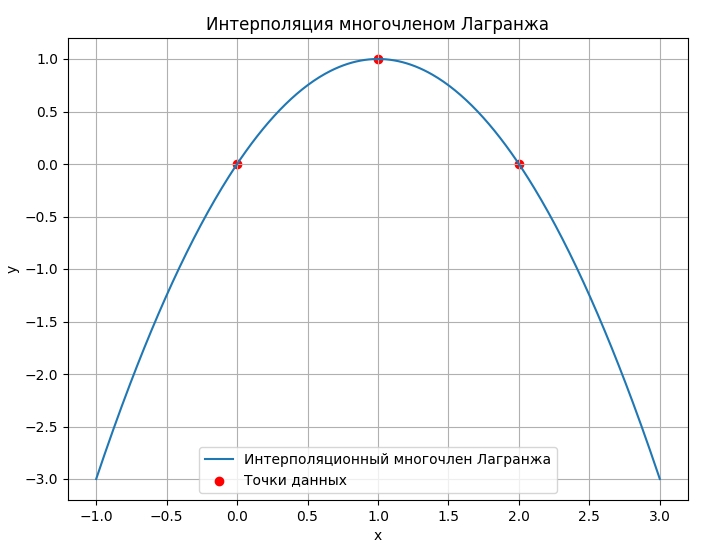 Интерполяция многочленом Лагранжа
1.0
0.5
0.0
−0.5
−1.0
−1.5
−2.0
−2.5
−3.0
y
Интерполяционный многочлен Лагранжа
Точки данных
−1.0 −0.5 0.0 0.5 1.0 1.5 2.0 2.5 3.0
x